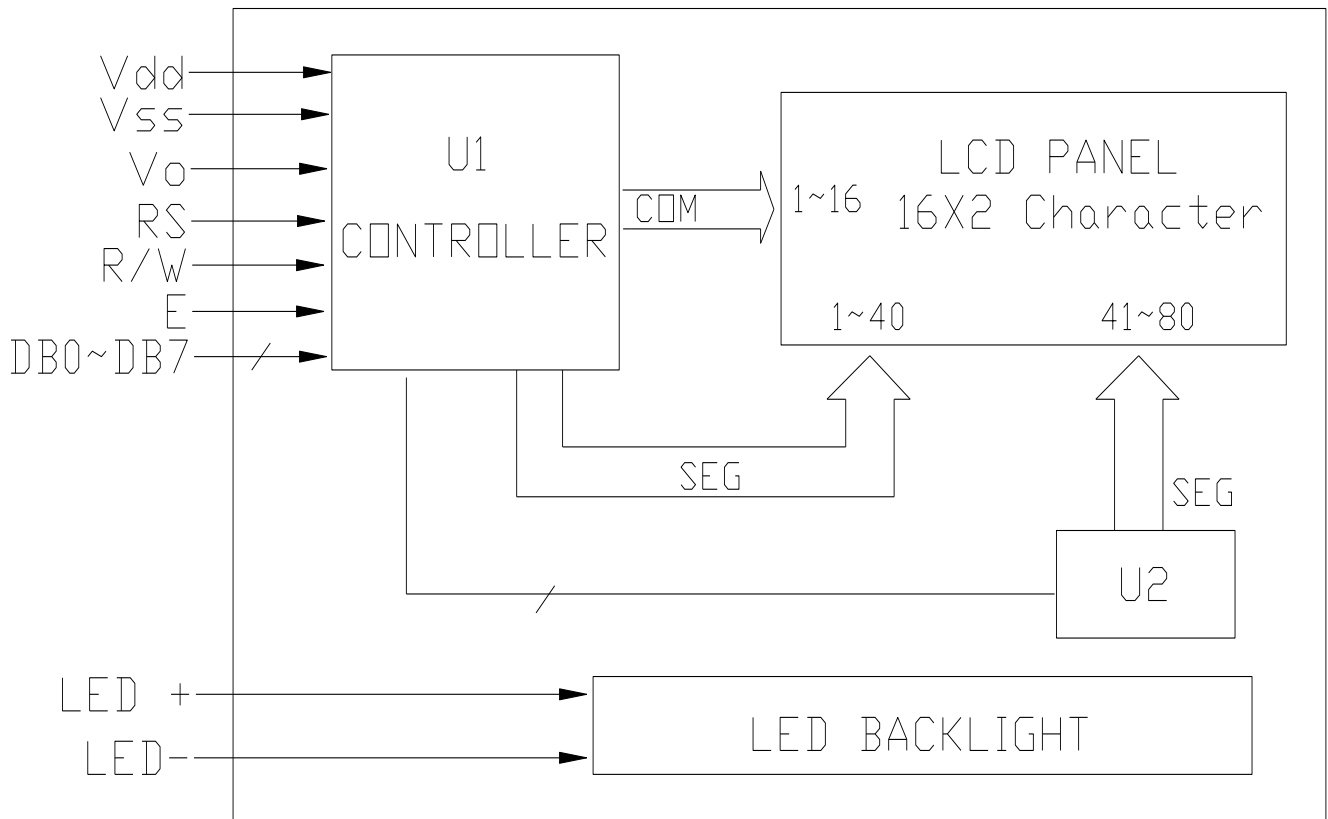 Vdd
Vss
Vo
RS
R/W
E
DB0~DB7
U1
CONTROLLER
COM
LCD PANEL
1~16
16X2 Character
1~40
41~80
SEG
SEG
U2
LED +
LED-
LED BACKLIGHT